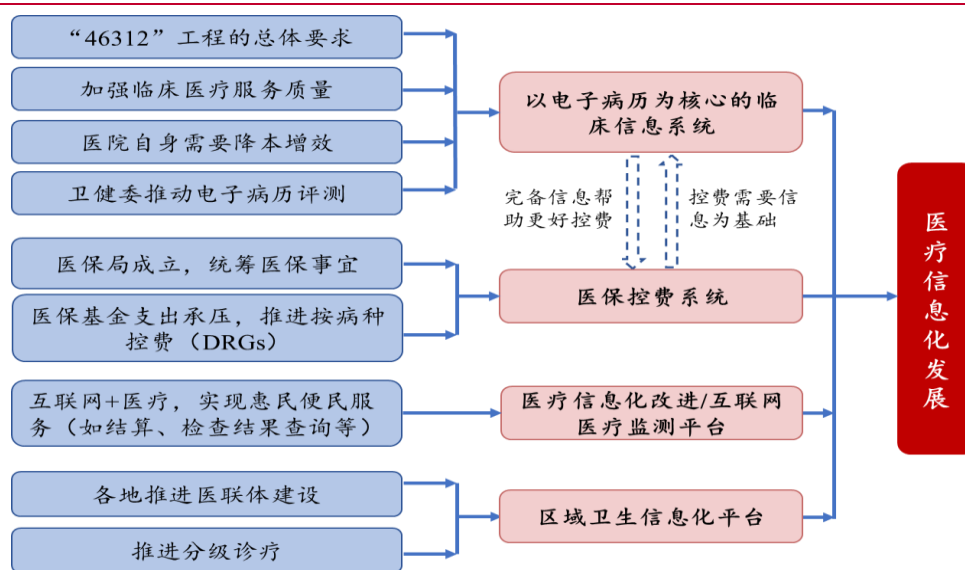 “46312”工程的总体要求
加强临床医疗服务质量
医院自身需要降本增效
卫健委推动电子病历评测
以电子病历为核心的临
床信息系统
完备信息帮
助更好控费
控费需要信
息为基础
医保局成立，统筹医保事宜
医保基金支出承压，推进按病种
控费（DRGs）
医保控费系统
互联网+医疗，实现惠民便民服
务（如结算、检查结果查询等）
医疗信息化改进/互联网
医疗监测平台
各地推进医联体建设
推进分级诊疗
区域卫生信息化平台
医疗信息化发展